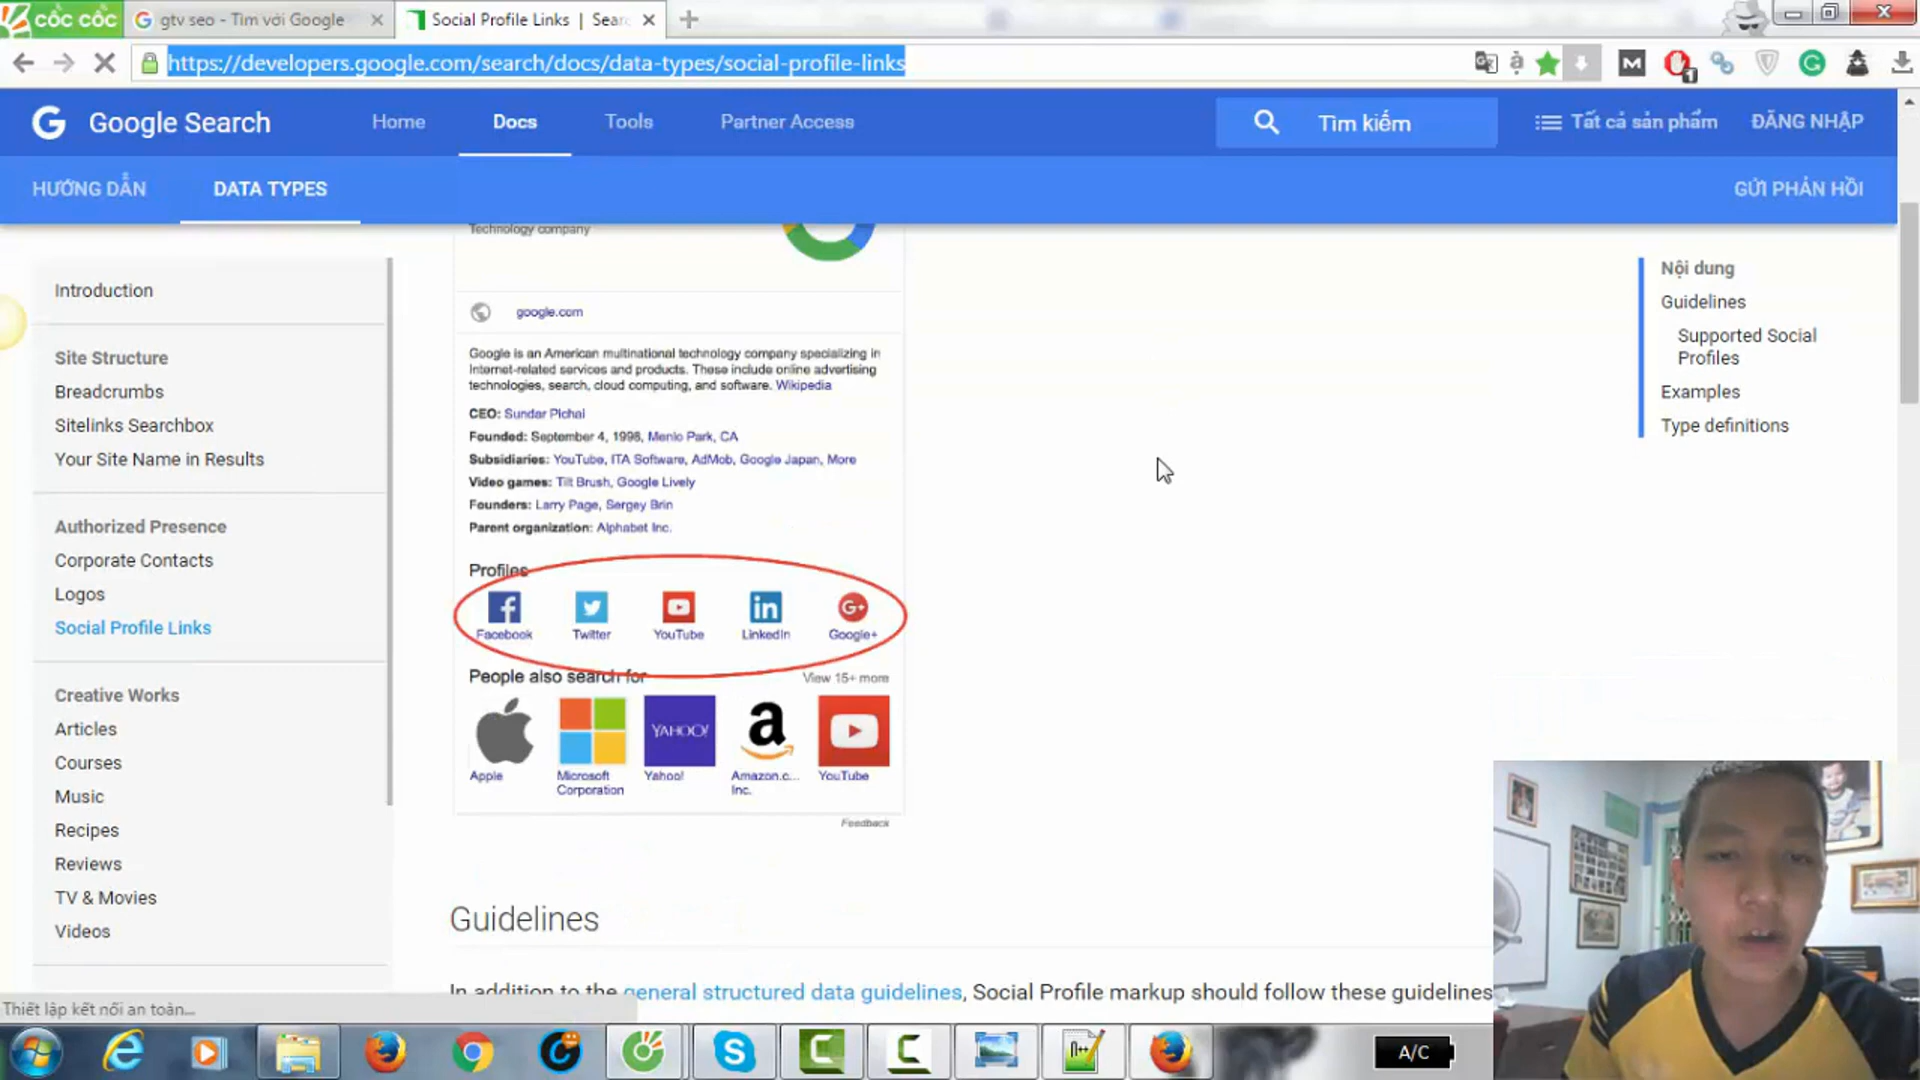 cốc cốc
gtv seo - Tìm với Google
Social Profile Links | Sear
https://developers.google.com/search/docs/data-types/social-profile-links
Google Search
Home
Docs
Tools
Partner Access
Tìm kiếm
Tất cả sản phẩm
ĐĂNG NHẬP
HƯỚNG DẪN
DATA TYPES
GỬI PHẢN HỒI
Introduction
Site Structure
Breadcrumbs
Sitelinks Searchbox
Your Site Name in Results
Authorized Presence
Corporate Contacts
Logos
Social Profile Links
Creative Works
Articles
Courses
Music
Recipes
Reviews
TV & Movies
Videos
Technology company
google.com
Google is an American multinational technology company specializing in
Internet-related services and products. These include online advertising
technologies, search, cloud computing, and software. Wikipedia
CEO: Sundar Pichai
Founded: September 4, 1998, Menlo Park, CA
Subsidiaries: YouTube, ITA Software, AdMob, Google Japan, More
Video games: Tilt Brush, Google Lively
Founders: Larry Page, Sergey Brin
Parent organization: Alphabet Inc.
Profiles
Facebook
Twitter
YouTube
LinkedIn
Google+
People also search for
View 15+ more
YAHOO!
Apple
Microsoft
Corporation
Yahoo!
Amazon.c...
Inc.
YouTube
Feedback
Guidelines
In addition to the general structured data guidelines, Social Profile markup should follow these guidelines
Nội dung
Guidelines
Supported Social
Profiles
Examples
Type definitions
Thiết lập kết nối an toàn...
A/C